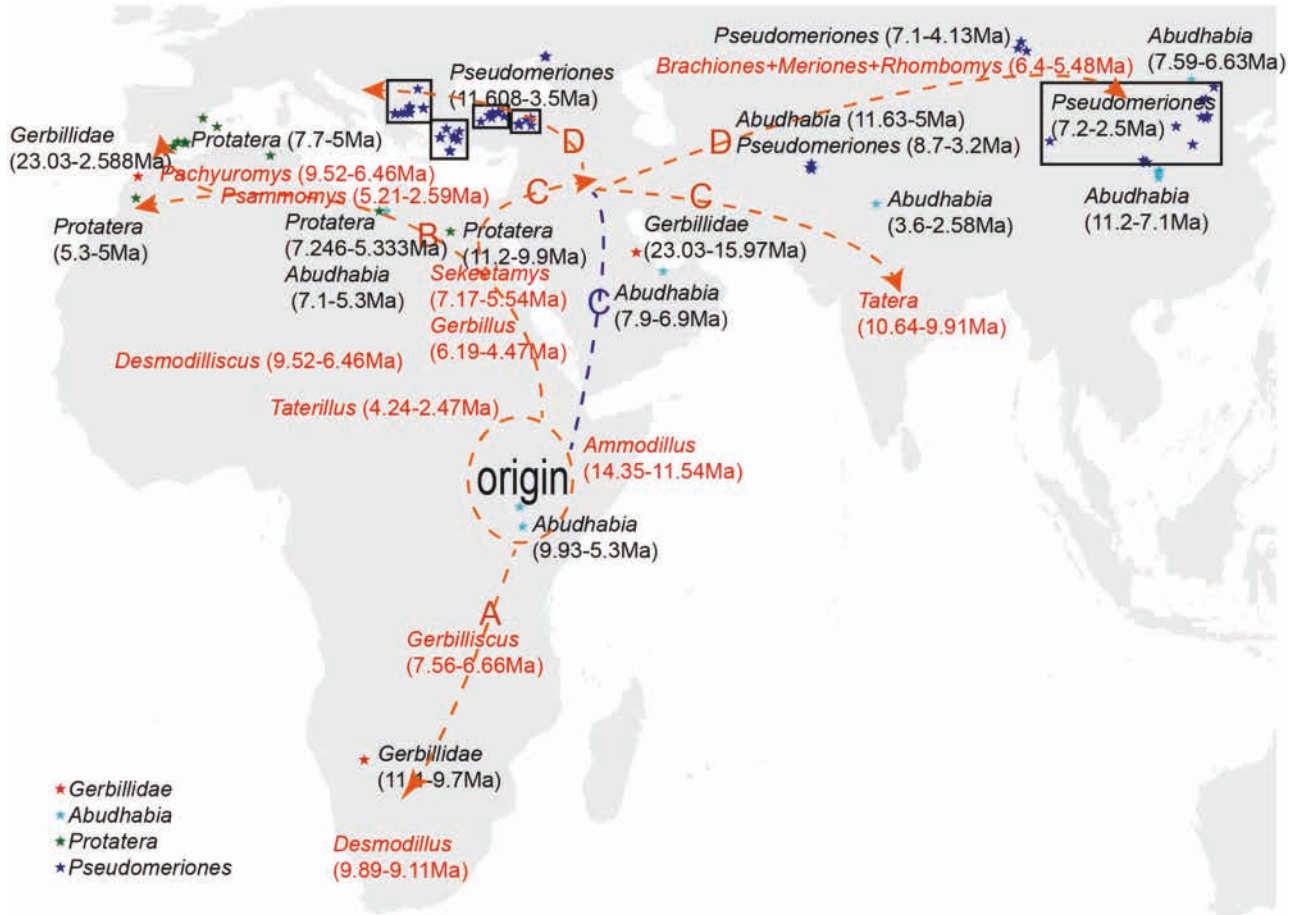 Pseudomeriones (7.1-4.13Ma)
Abudhabia
(7.59-6.63Ma)
Brachiones+Meriones+Rhombomys (6.4-5.48Ma)
Pseudomeriones
(11.608-3.5Ma)
D
D
Pseudomeriones
(7.2-2.5Ma)
Abudhabia (11.63-5Ma)
Pseudomeriones (8.7-3.2Ma)
Gerbillidae
(23.03-2.588Ma)
Protatera (7.7-5Ma)
Pachyuromys (9.52-6.46Ma)
Psammomys (5.21-2.59Ma)
C
C
Abudhabia
(3.6-2.58Ma)
Abudhabia
(11.2-7.1Ma)
Protatera
(5.3-5Ma)
Protatera
(7.246-5.333Ma)
B
Protatera
(11.2-9.9Ma)
Gerbillidae
(23.03-15.97Ma)
Abudhabia
(7.1-5.3Ma)
Sekeetamys
(7.17-5.54Ma)
C
Abudhabia
(7.9-6.9Ma)
Tatera
(10.64-9.91Ma)
Gerbillus
(6.19-4.47Ma)
Desmodilliscus (9.52-6.46Ma)
Taterillus (4.24-2.47Ma)
Ammodillus
(14.35-11.54Ma)
origin
Abudhabia
(9.93-5.3Ma)
A
Gerbilliscus
(7.56-6.66Ma)
Gerbillidae
(11.1-9.7Ma)
Desmodillus
(9.89-9.11Ma)
Gerbillidae
Abudhabia
Protatera
Pseudomeriones